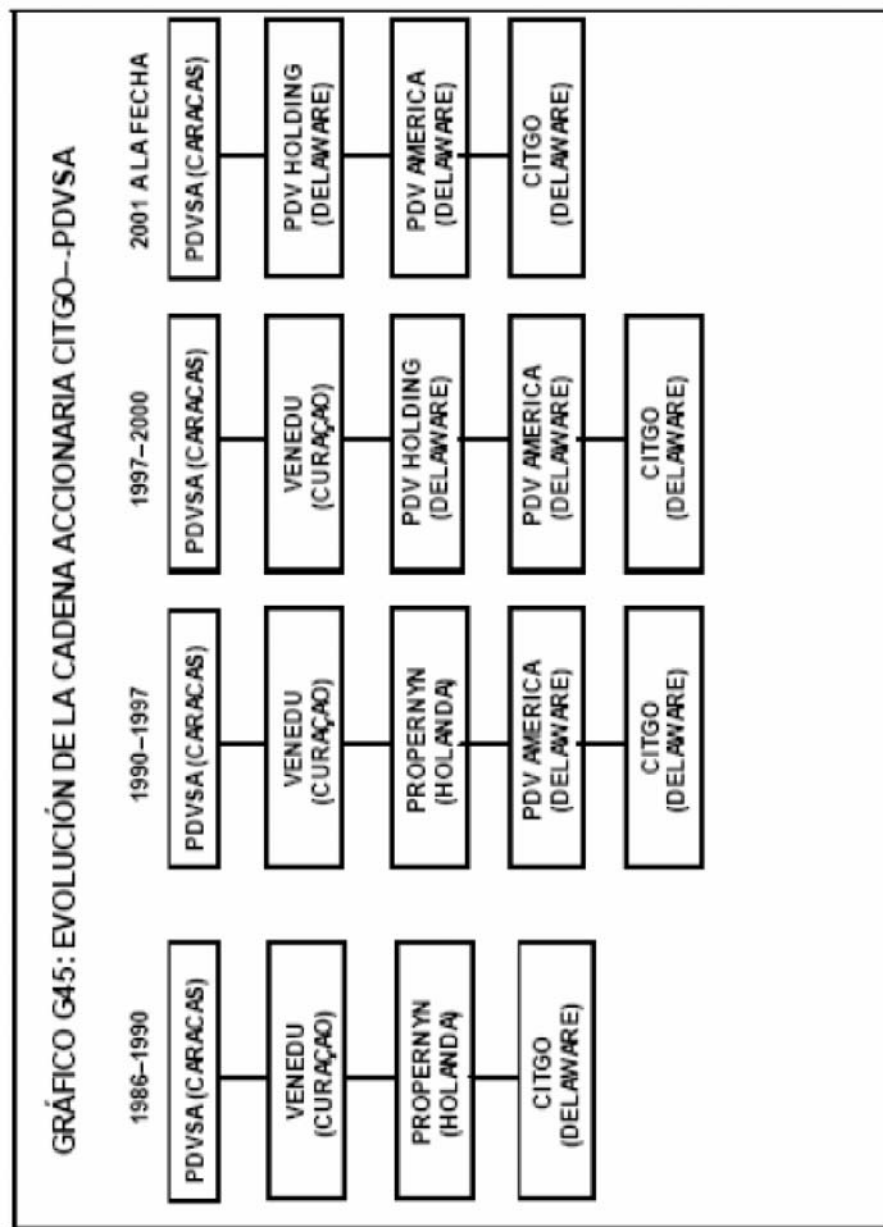 GRÁFICO G45: EVOLUCIÓN DE LA CADENA ACCIONARIA CITGO--PDVSA
1986–1990
PDVSA (CARACAS)
VENEDU
(CURAÇAO)
PROPERNYN
(HOLANDA)
CITGO
(DELAWARE)
1990–1997
PDVSA (CARACAS)
VENEDU
(CURAÇAO)
PROPERNYN
(HOLANDA)
PDV AMERICA
(DELAWARE)
CITGO
(DELAWARE)
1997–2000
PDVSA (CARACAS)
VENEDU
(CURAÇAO)
PDV HOLDING
(DELAWARE)
PDV AMERICA
(DELAWARE)
CITGO
(DELAWARE)
2001 A LA FECHA
PDVSA (CARACAS)
PDV HOLDING
(DELAWARE)
PDV AMERICA
(DELAWARE)
CITGO
(DELAWARE)